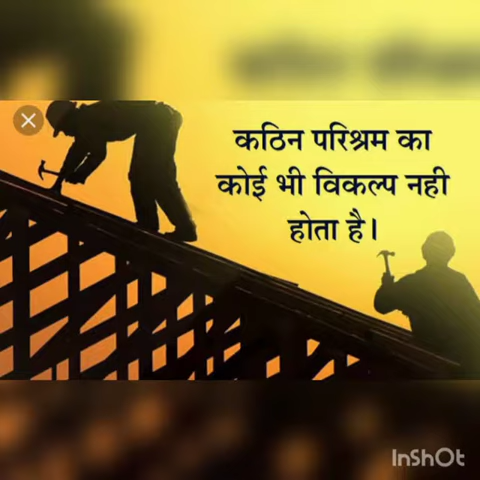 कठिन परिश्रम का
कोई भी विकल्प नही
होता है।
InShOt